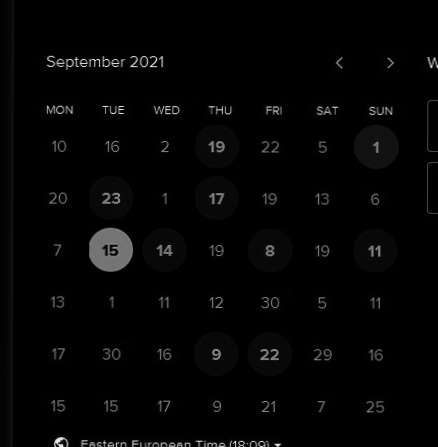 September 2021
W
MON TUE WED THU FRI SAT SUN
10 16 2 19 22 5 1
20 23 1 17 19 13 6
7 15 14 19 8 19 11
13 1 11 12 30 5 11
17 30 16 9 22 29 16
15 15 17 9 21 7 25
Eastern European Time (18:09)